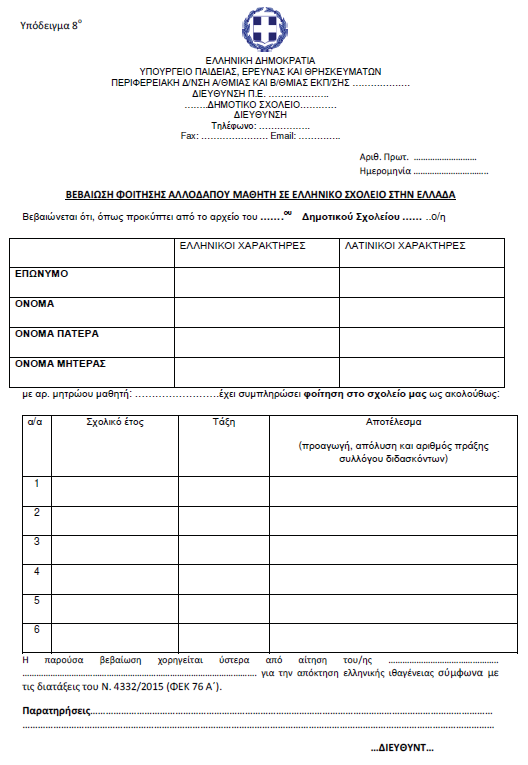 Υπόδειγμα 8ο
ΕΛΛΗΝΙΚΗ ΔΗΜΟΚΡΑΤΙΑ
ΥΠΟΥΡΓΕΙΟ ΠΑΙΔΕΙΑΣ, ΕΡΕΥΝΑΣ ΚΑΙ ΘΡΗΣΚΕΥΜΑΤΩΝ
ΠΕΡΙΦΕΡΕΙΑΚΗ Δ/ΝΣΗ Α/ΘΜΙΑΣ ΚΑΙ Β/ΘΜΙΑΣ ΕΚΠ/ΣΗΣ ………………..
ΔΙΕΥΘΥΝΣΗ Π.Ε. ………………..
……..ΔΗΜΟΤΙΚΟ ΣΧΟΛΕΙΟ…………
ΔΙΕΥΘΥΝΣΗ
Τηλέφωνο: ……………..
Fax: …………………. Email: …………..
Αριθ. Πρωτ. ………………………
Ημερομηνία …………………………..
ΒΕΒΑΙΩΣΗ ΦΟΙΤΗΣΗΣ ΑΛΛΟΔΑΠΟΥ ΜΑΘΗΤΗ ΣΕ ΕΛΛΗΝΙΚΟ ΣΧΟΛΕΙΟ ΣΤΗΝ ΕΛΛΑΔΑ
Βεβαιώνεται ότι, όπως προκύπτει από το αρχείο του …….ου Δημοτικού Σχολείου …… ..ο/η
ΕΛΛΗΝΙΚΟΙ ΧΑΡΑΚΤΗΡΕΣ ΛΑΤΙΝΙΚΟΙ ΧΑΡΑΚΤΗΡΕΣ
ΕΠΩΝΥΜΟ
ΟΝΟΜΑ
ΟΝΟΜΑ ΠΑΤΕΡΑ
ΟΝΟΜΑ ΜΗΤΕΡΑΣ
με αρ. μητρώου μαθητή: …………………….έχει συμπληρώσει φοίτηση στο σχολείο μας ως ακολούθως:
α/α Σχολικό έτος Τάξη Αποτέλεσμα
(προαγωγή, απόλυση και αριθμός πράξης
συλλόγου διδασκόντων)
1
2
3
4
5
6
Η παρούσα βεβαίωση χορηγείται ύστερα από αίτηση του/ης …………………………………………
………………………………………………………………………………………. για την απόκτηση ελληνικής ιθαγένειας σύμφωνα με
τις διατάξεις του Ν. 4332/2015 (ΦΕΚ 76 Α΄).
Παρατηρήσεις………………………………………………………………………………………………………………………………
……………………………………………………………………………………………………………………………………………………
…ΔΙΕΥΘΥΝΤ…